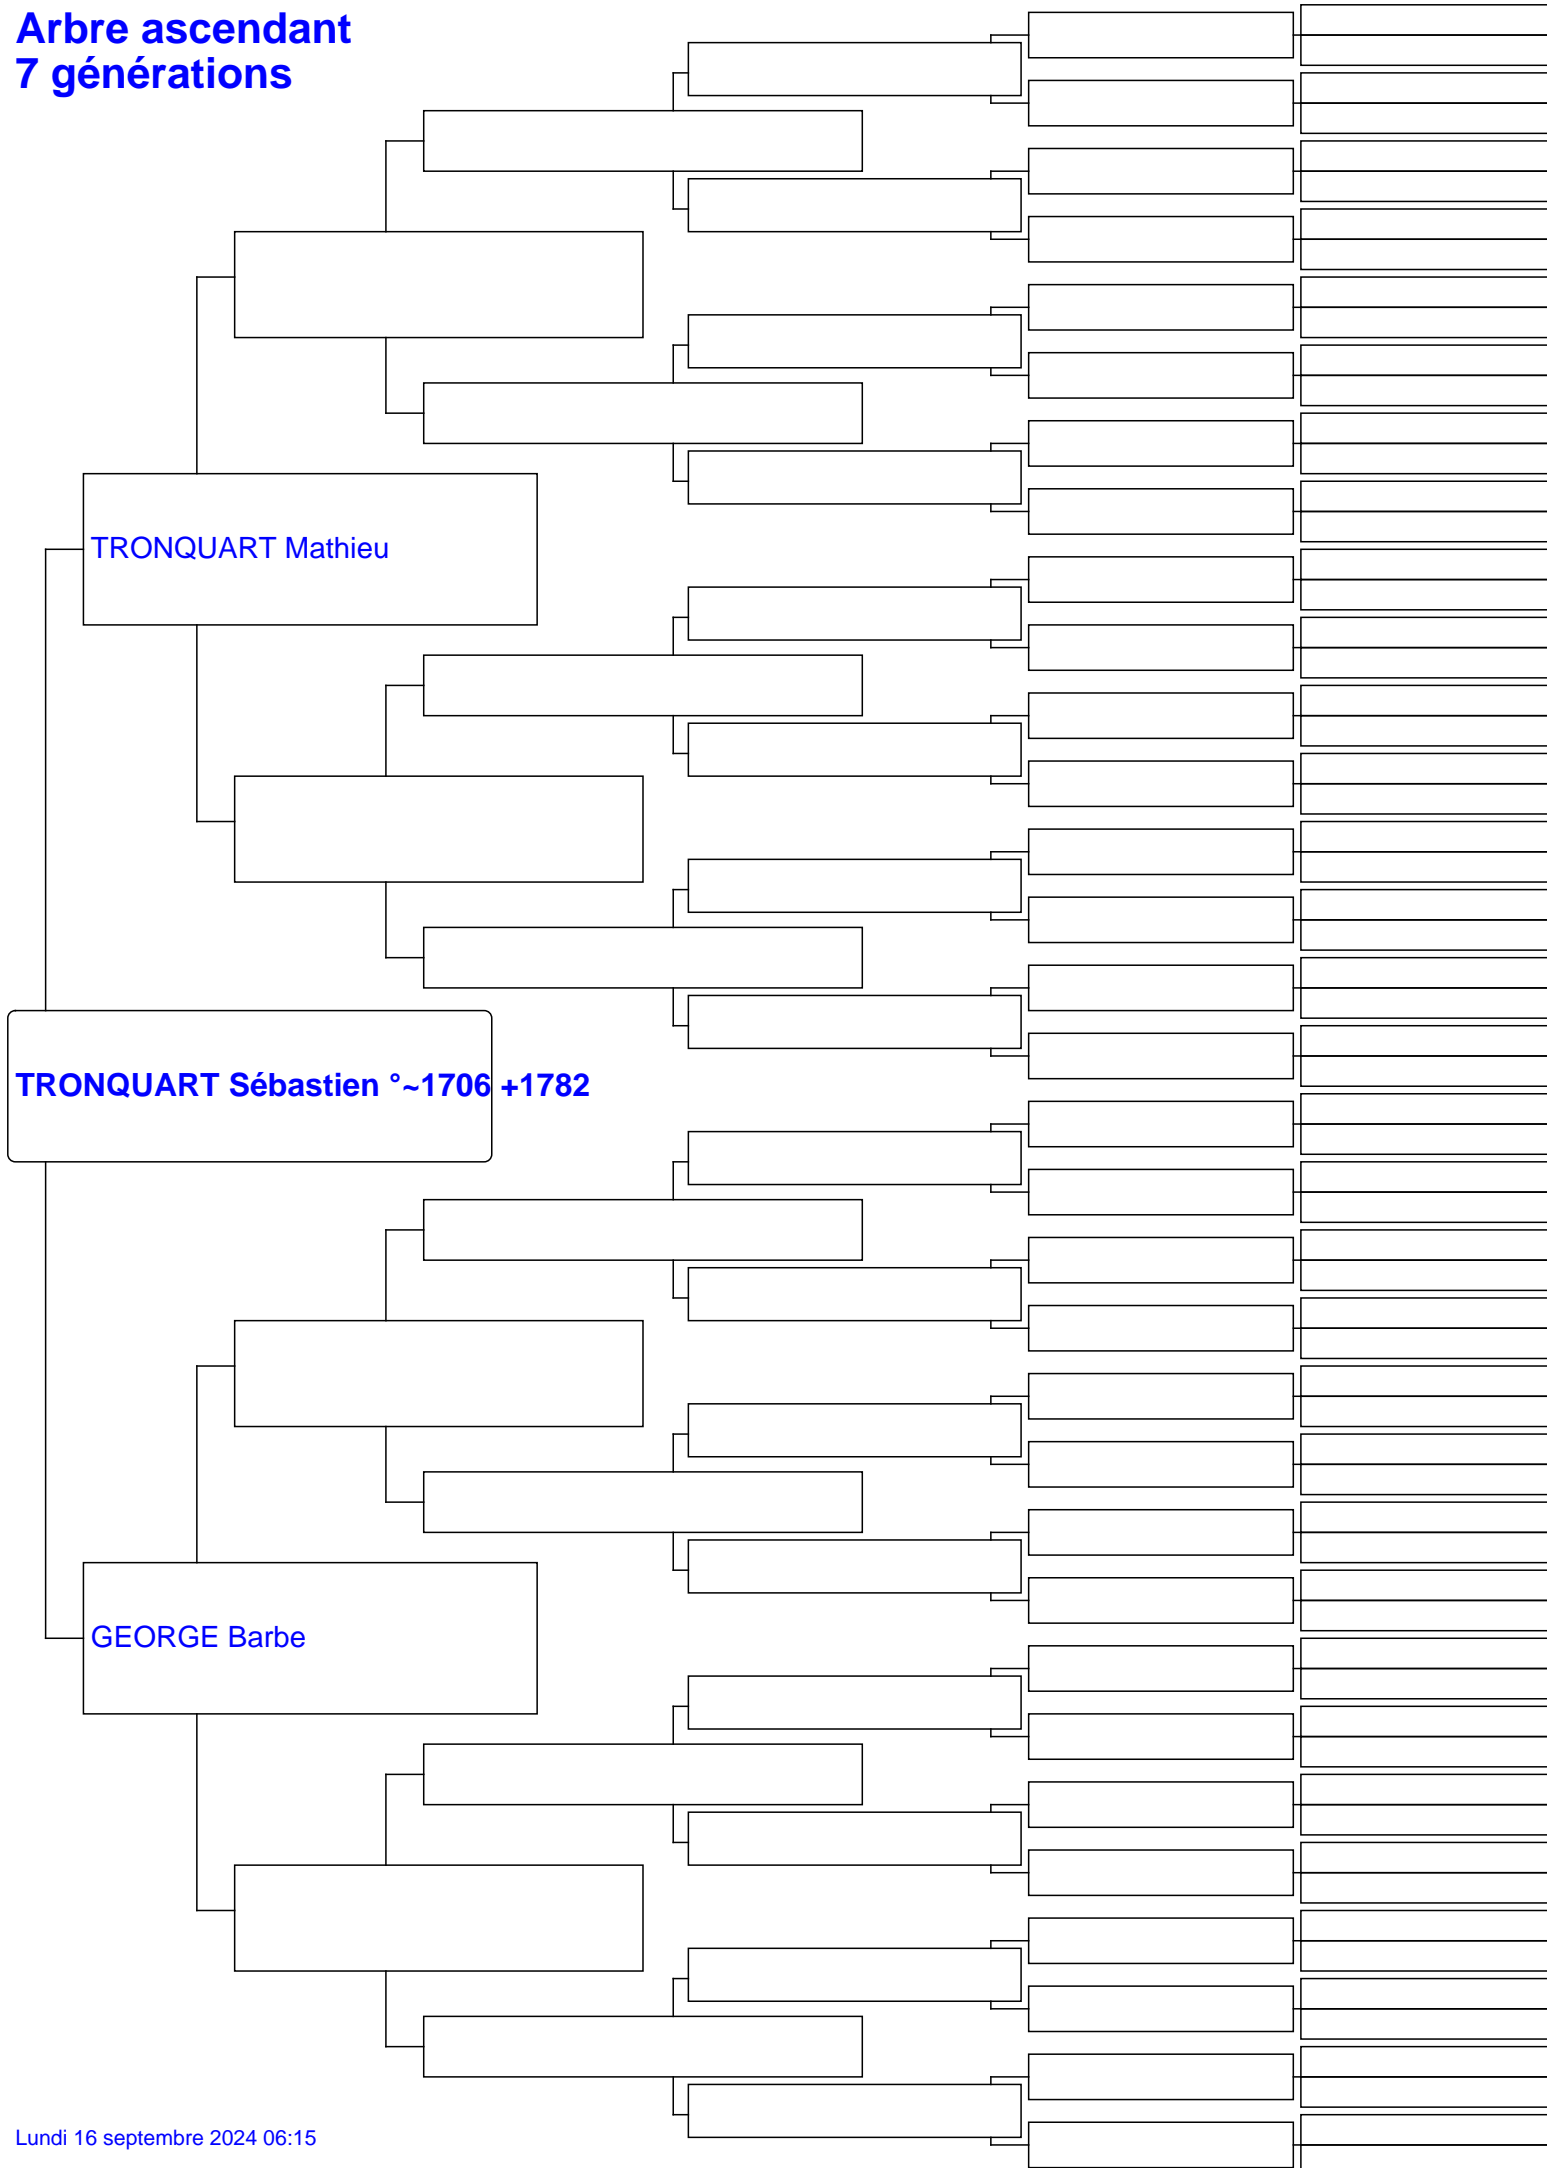 Arbre ascendant
7 générations
TRONQUART Mathieu
TRONQUART Sébastien °~1706 +1782
GEORGE Barbe
Lundi 16 septembre 2024 06:15